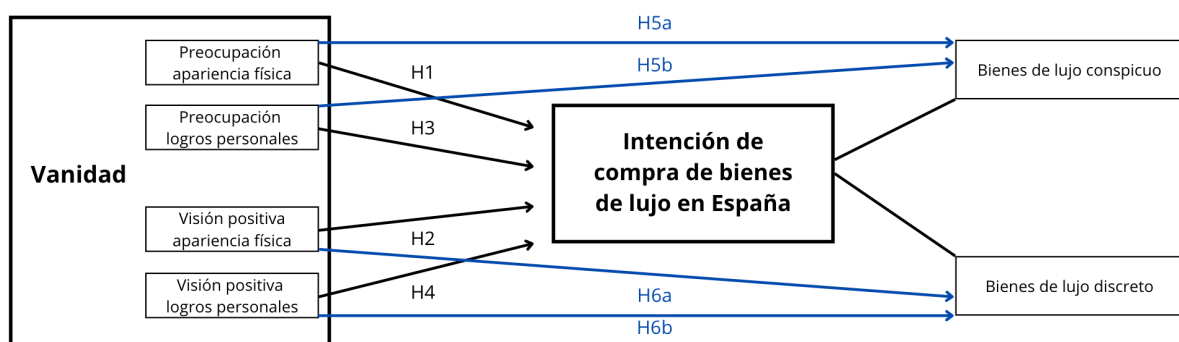 H5a
Preocupación
apariencia física
H1
H5b
Bienes de lujo conspicuo
Preocupación
logros personales
H3
Vanidad
Intención de
compra de bienes
de lujo en España
Visión positiva
apariencia física
H2
Visión positiva
logros personales
H4
H6a
Bienes de lujo discreto
H6b